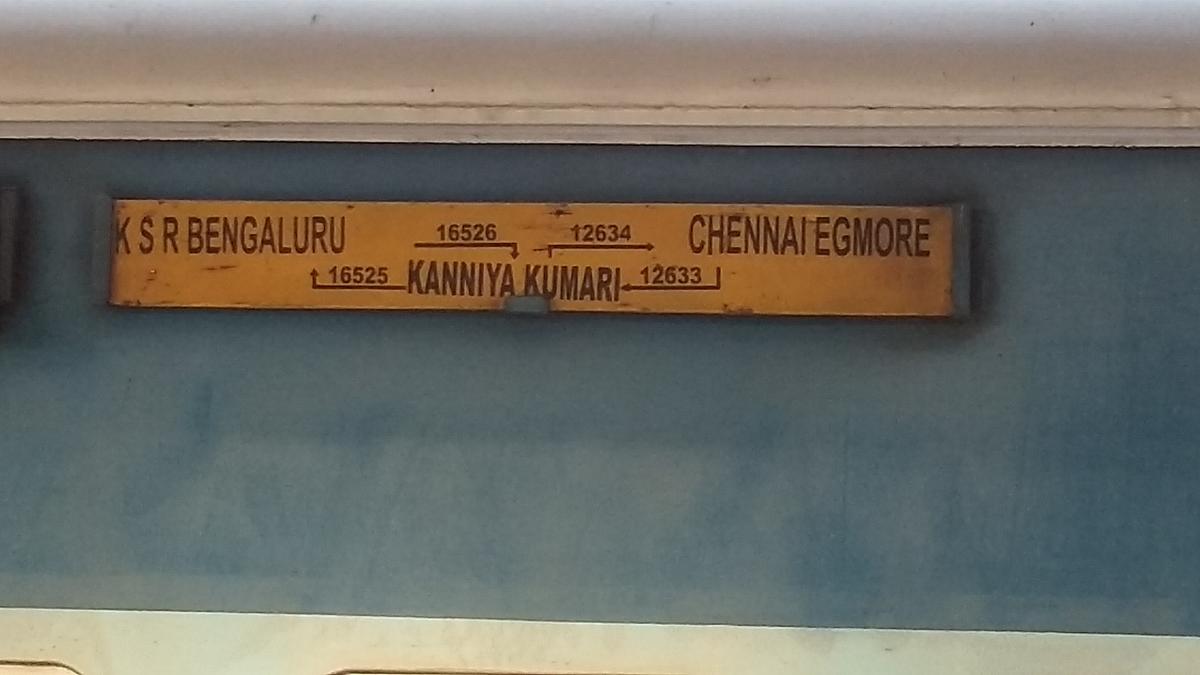 K S R BENGALURU 16526 12634 CHENNAI EGMORE
16525 KANNIYA KUMARI 12633